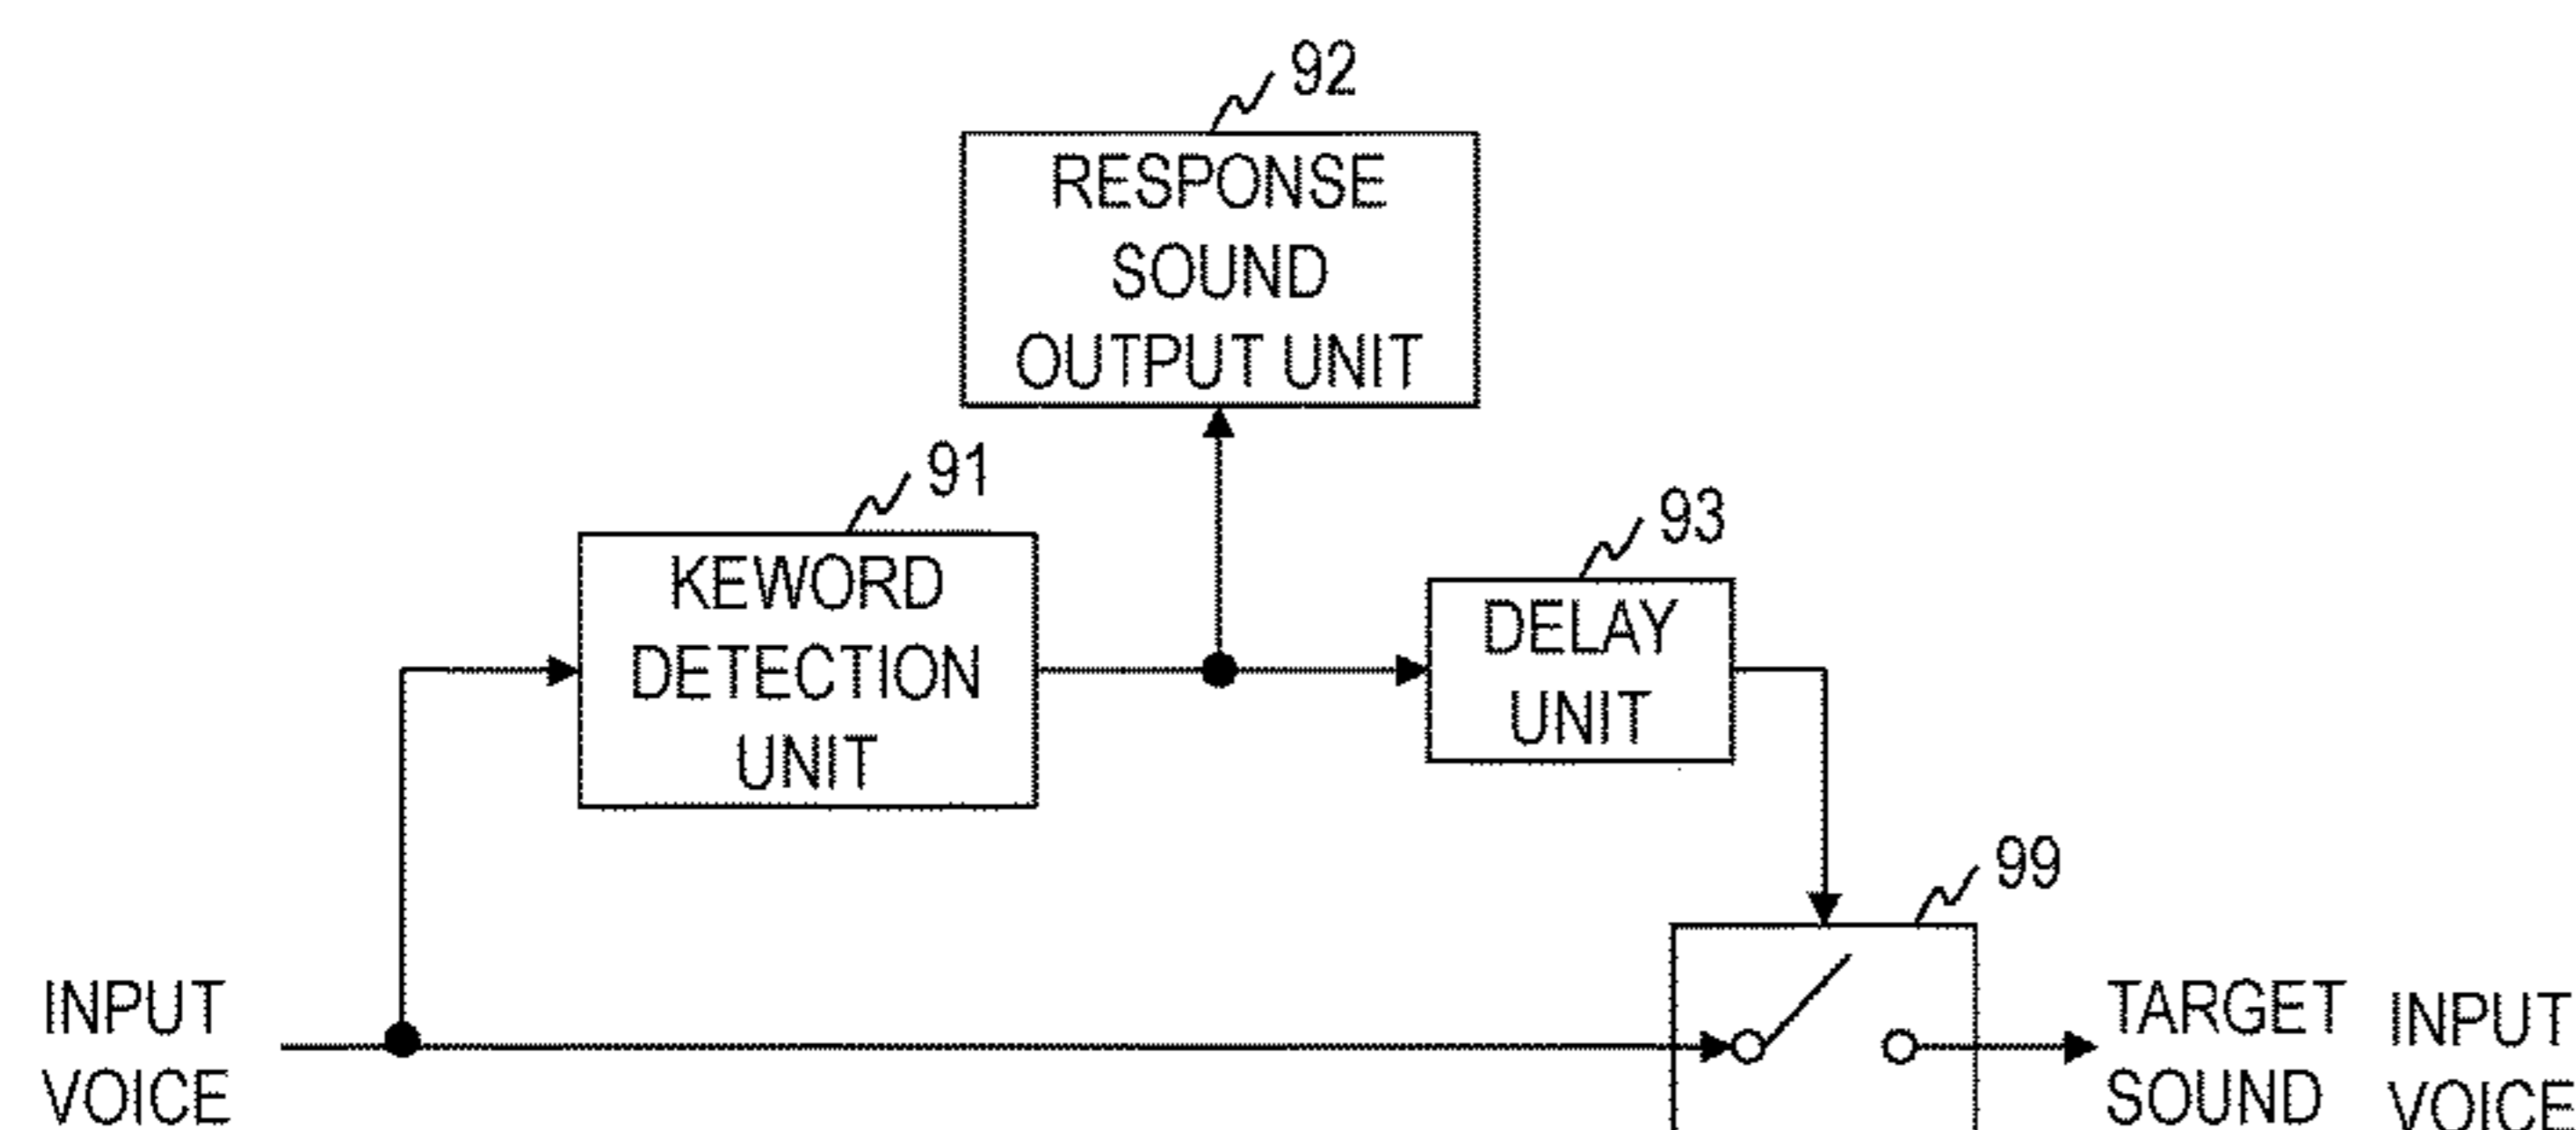 92
RESPONSE
SOUND
OUTPUT UNIT
91
KEWORD
DETECTION
UNIT
93
DELAY
UNIT
99
INPUT
VOICE
TARGET
SOUND
INPUT
VOICE